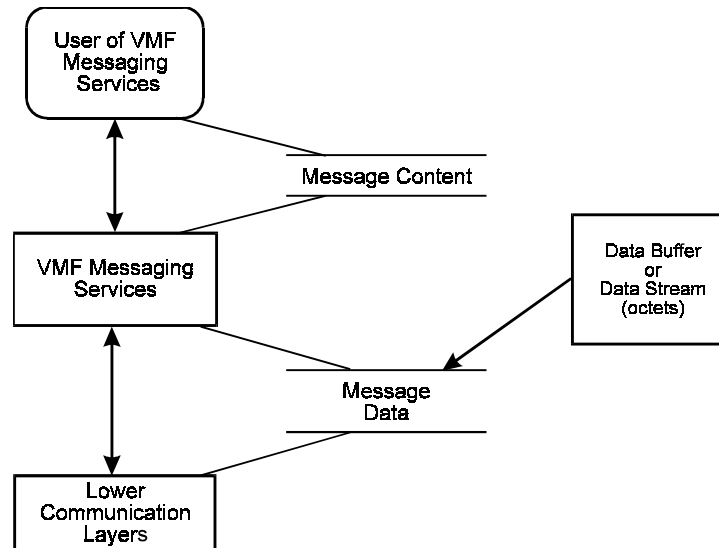 User of VMF
Messaging
Services
Message Content
VMF Messaging
Services
Data Buffer
or
Data Stream
(octets)
Message
Data
Lower
Communication
Layers